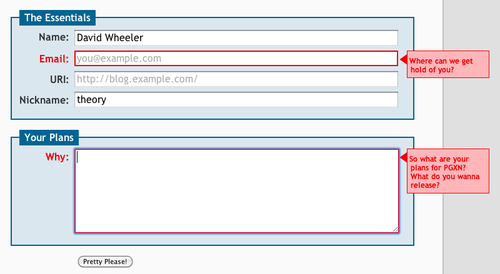 The Essentials
Name: David Wheeler
Email: you@example.com
Where can we get
hold of you?
URI: http://blog.example.com/
Nickname: theory
Your Plans
Why:
So what are your
plans for PGXN?
What do you wanna
release?
Pretty Please!